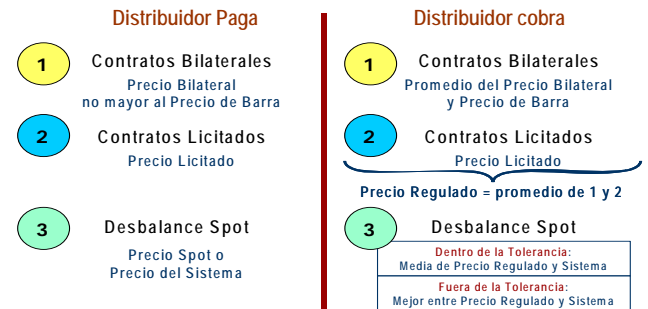 Distribuidor Paga
1
Contratos Bilaterales
Precio Bilateral
no mayor al Precio de Barra
2
Contratos Licitados
Precio Licitado
3
Desbalance Spot
Precio Spot o
Precio del Sistema
Distribuidor cobra
1
Contratos Bilaterales
Promedio del Precio Bilateral
y Precio de Barra
2
Contratos Licitados
Precio Licitado
Precio Regulado = promedio de 1 y 2
3
Desbalance Spot
Dentro de la Tolerancia:
Media de Precio Regulado y Sistema
Fuera de la Tolerancia:
Mejor entre Precio Regulado y Sistema